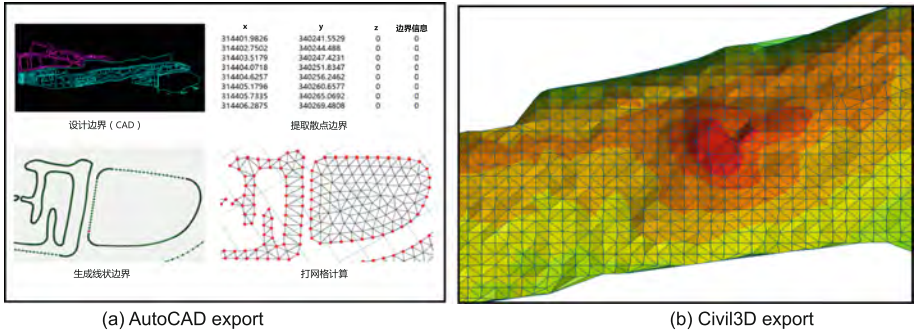 x y z 边界信息
314401.9826 340241.5529 0 0
314402.7502 340244.488 0 0
314403.5179 340247.4231 0 0
314404.0718 340251.8347 0 0
314404.6257 340256.2462 0 0
314405.1796 340260.6577 0 0
314405.7335 340265.0692 0 0
314406.2875 340269.4808 0 0
设计边界（CAD）
提取散点边界
生成线状边界
打网格计算
(a) AutoCAD export
(b) Civil3D export